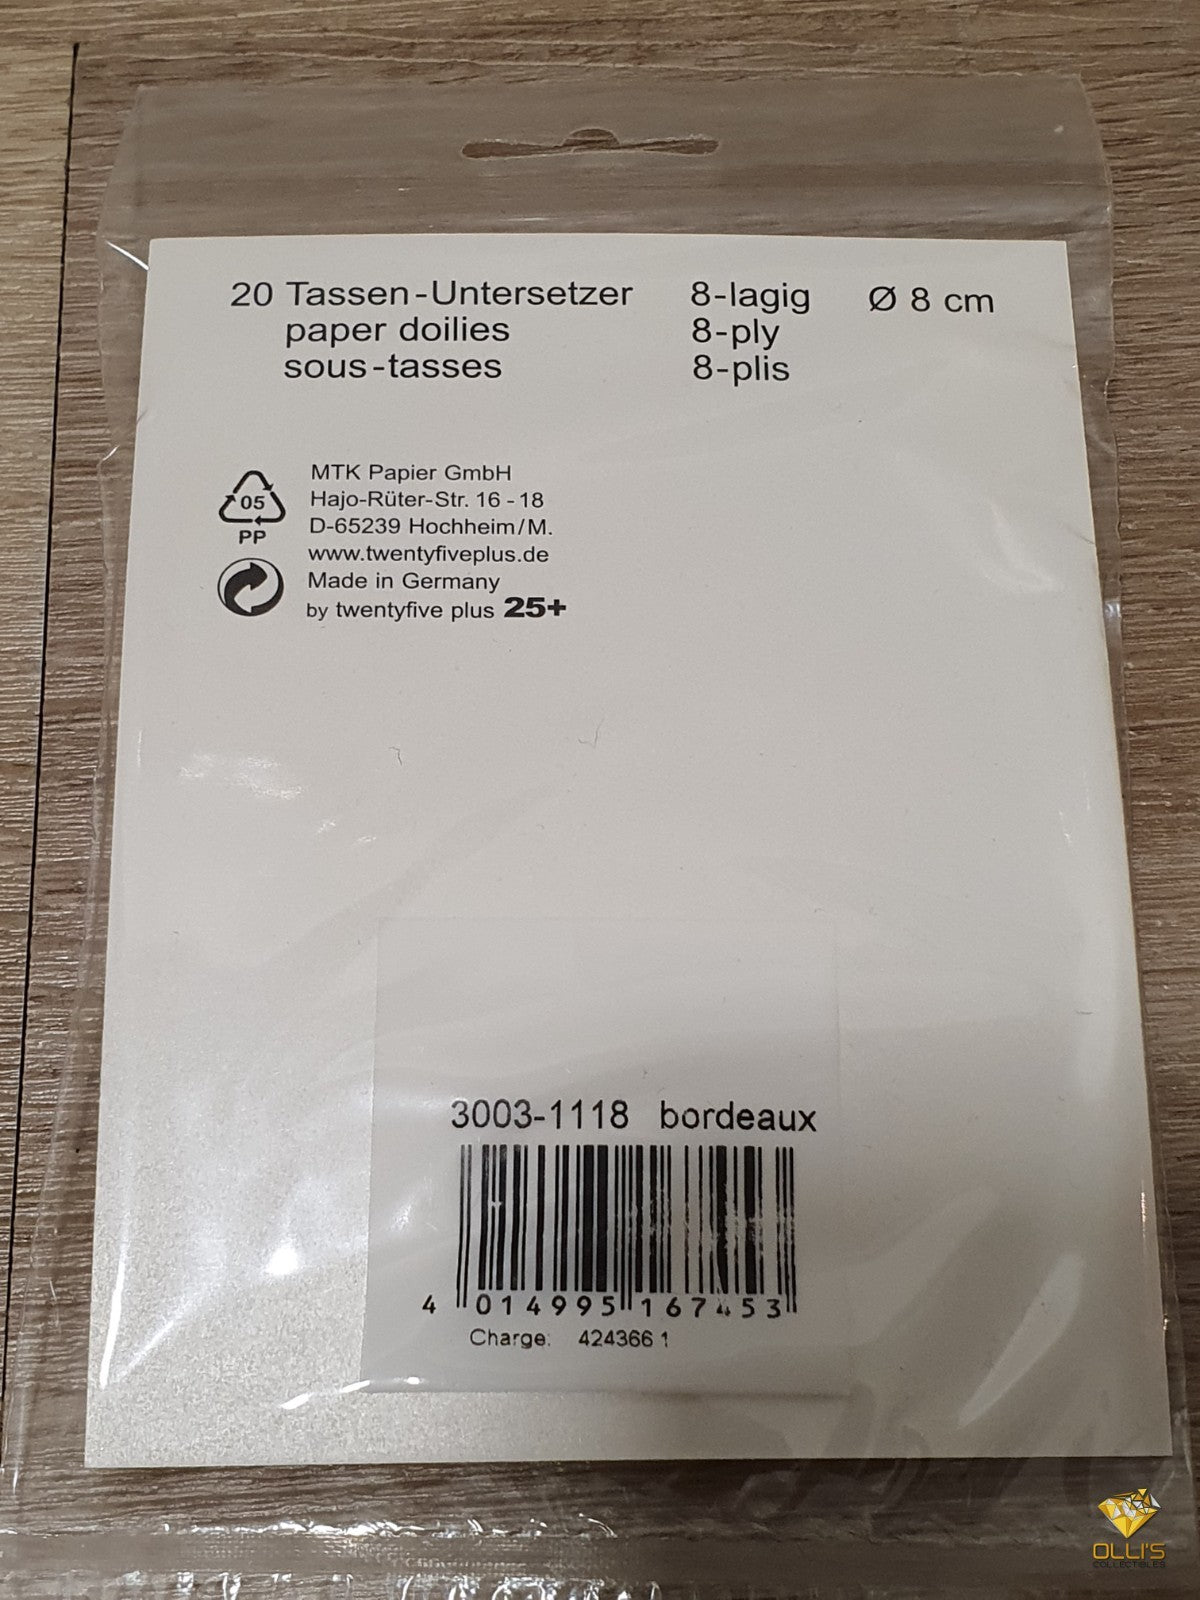 20 Tassen-Untersetzer 8-lagig Ø 8 cm
paper doilies 8-ply
sous-tasses 8-plis
05
PP
MTK Papier GmbH
Hajo-Rüter-Str. 16 - 18
D-65239 Hochheim/M.
www.twentyfiveplus.de
Made in Germany
by twentyfive plus 25+
3003-1118 bordeaux
4 014995 167453
Charge: 424366 1
OLLI'S
COLLECTIBLES